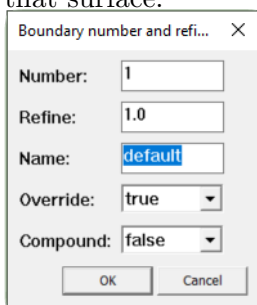 that surface.
Boundary number and refi...
Number: 1
Refine: 1.0
Name: default
Override: true
Compound: false
OK Cancel